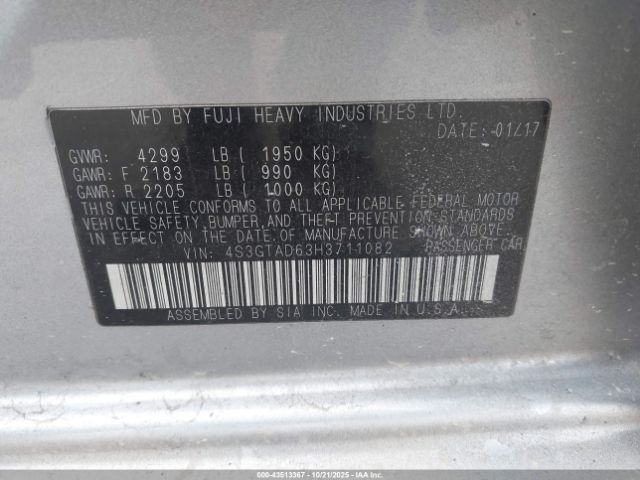 MFD BY FUJI HEAVY INDUSTRIES LTD.
DATE: 01/17
GVWR: 4299 LB ( 1950 KG)
GAWR: F 2183 LB ( 990 KG)
GAWR: R 2205 LB ( 1000 KG)
THIS VEHICLE CONFORMS TO ALL APPLICABLE FEDERAL MOTOR
VEHICLE SAFETY, BUMPER, AND THEFT PREVENTION STANDARDS
IN EFFECT ON THE DATE OF MANUFACTURE SHOWN ABOVE.
VIN: 4S3GTAD63H3711082 PASSENGER CAR
ASSEMBLED BY SIA INC. IN U.S.A.
000-43513367 - 10/21/2025 - IAAI.com